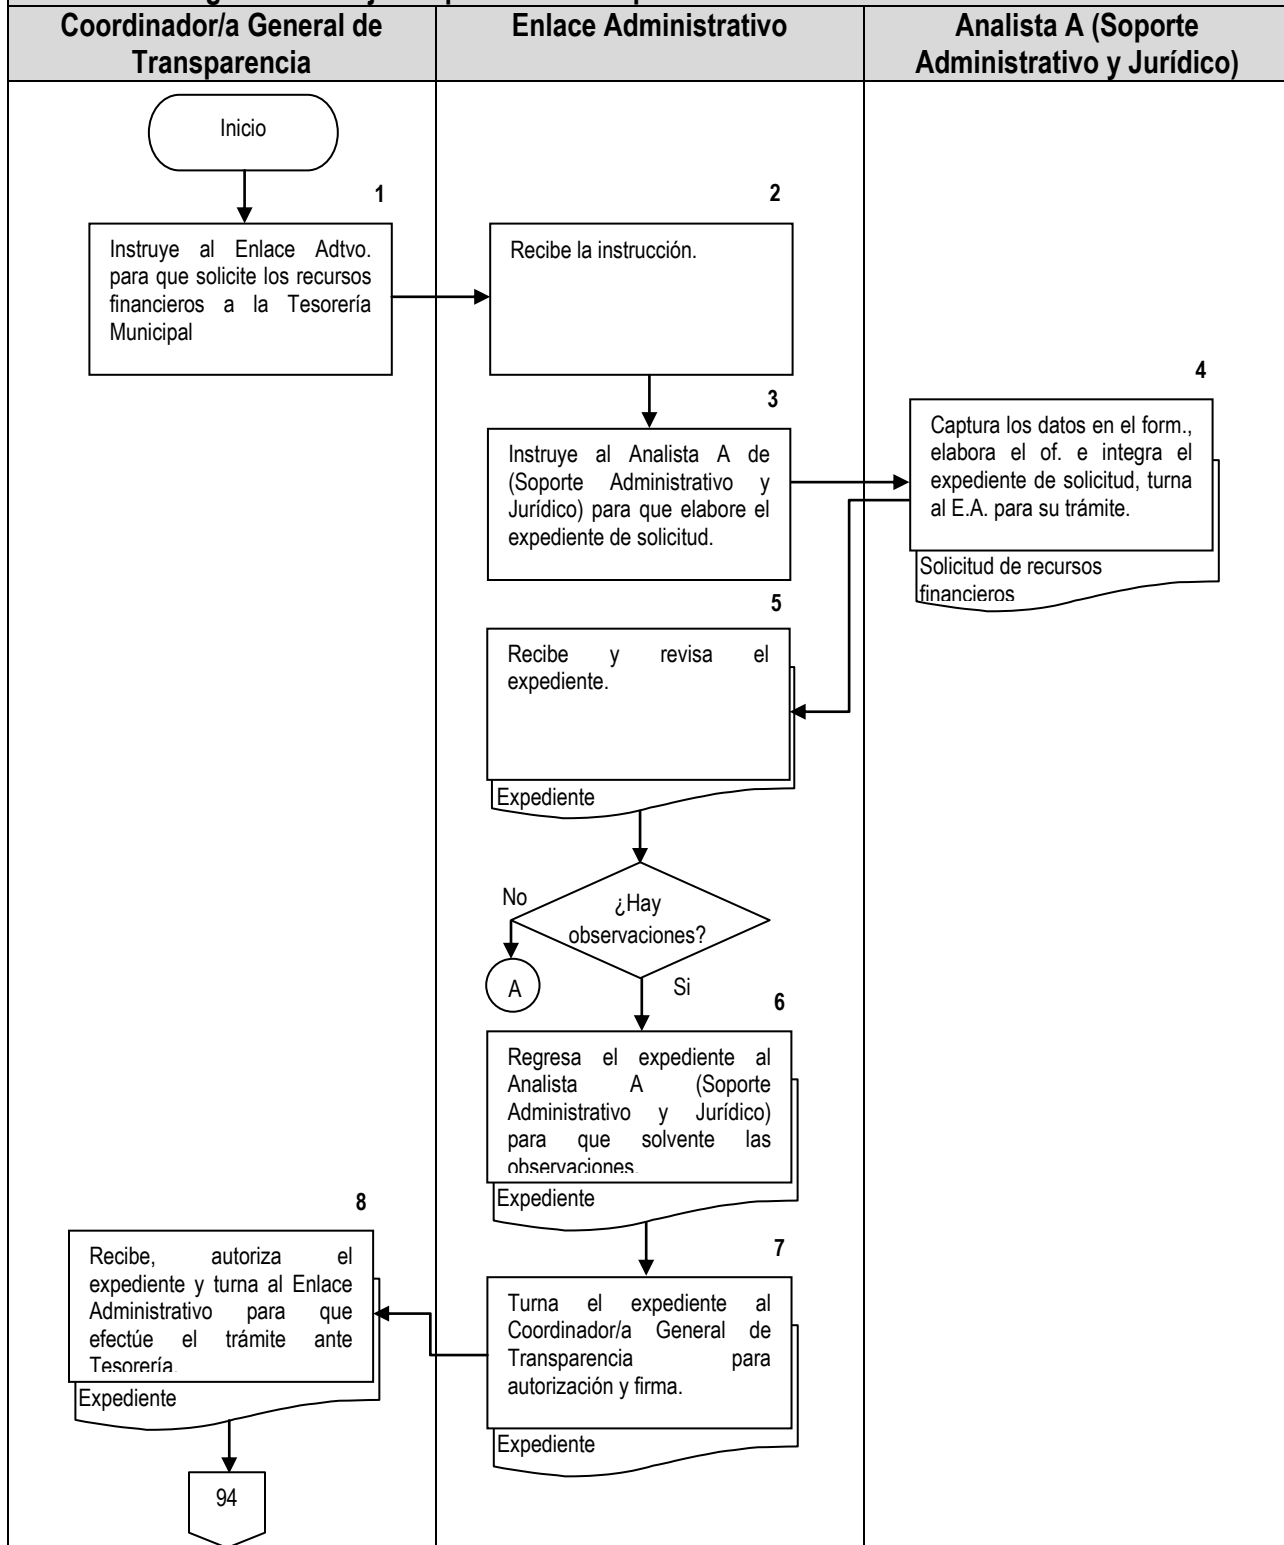 Coordinador/a General de
Transparencia
Enlace Administrativo
Analista A (Soporte
Administrativo y Jurídico)
Inicio
1
Instruye al Enlace Adtvo.
para que solicite los recursos
financieros a la Tesorería
Municipal
2
Recibe la instrucción.
3
Instruye al Analista A de
(Soporte Administrativo y
Jurídico) para que elabore el
expediente de solicitud.
4
Captura los datos en el form.,
elabora el of. e integra el
expediente de solicitud, turna
al E.A. para su trámite.
Solicitud de recursos
financieros
5
Recibe y revisa el
expediente.
Expediente
¿Hay
observaciones?
No
A
Si
6
Regresa el expediente al
Analista A (Soporte
Administrativo y Jurídico)
para que solvente las
observaciones.
Expediente
7
Turna el expediente al
Coordinador/a General de
Transparencia para
autorización y firma.
Expediente
8
Recibe, autoriza el
expediente y turna al Enlace
Administrativo para que
efectúe el trámite ante
Tesorería.
Expediente
94